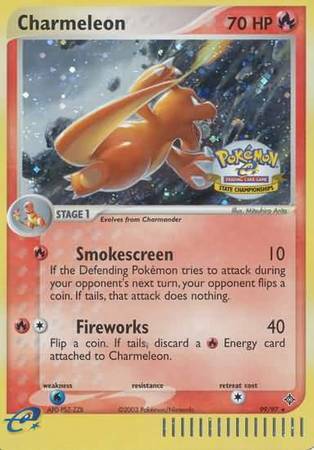 Charmeleon 70 HP
Pokémon
TRADING CARD GAME
STATE CHAMPIONSHIPS
Illus. Mitsuhiro Arita
STAGE 1
Evolves from Charmander
Smokescreen 10
If the Defending Pokémon tries to attack during
your opponent's next turn, your opponent flips a
coin. If tails, that attack does nothing.
Fireworks 40
Flip a coin. If tails, discard a Energy card
attached to Charmeleon.
weakness resistance retreat cost
©2003 Pokémon/Nintendo 99/97
e